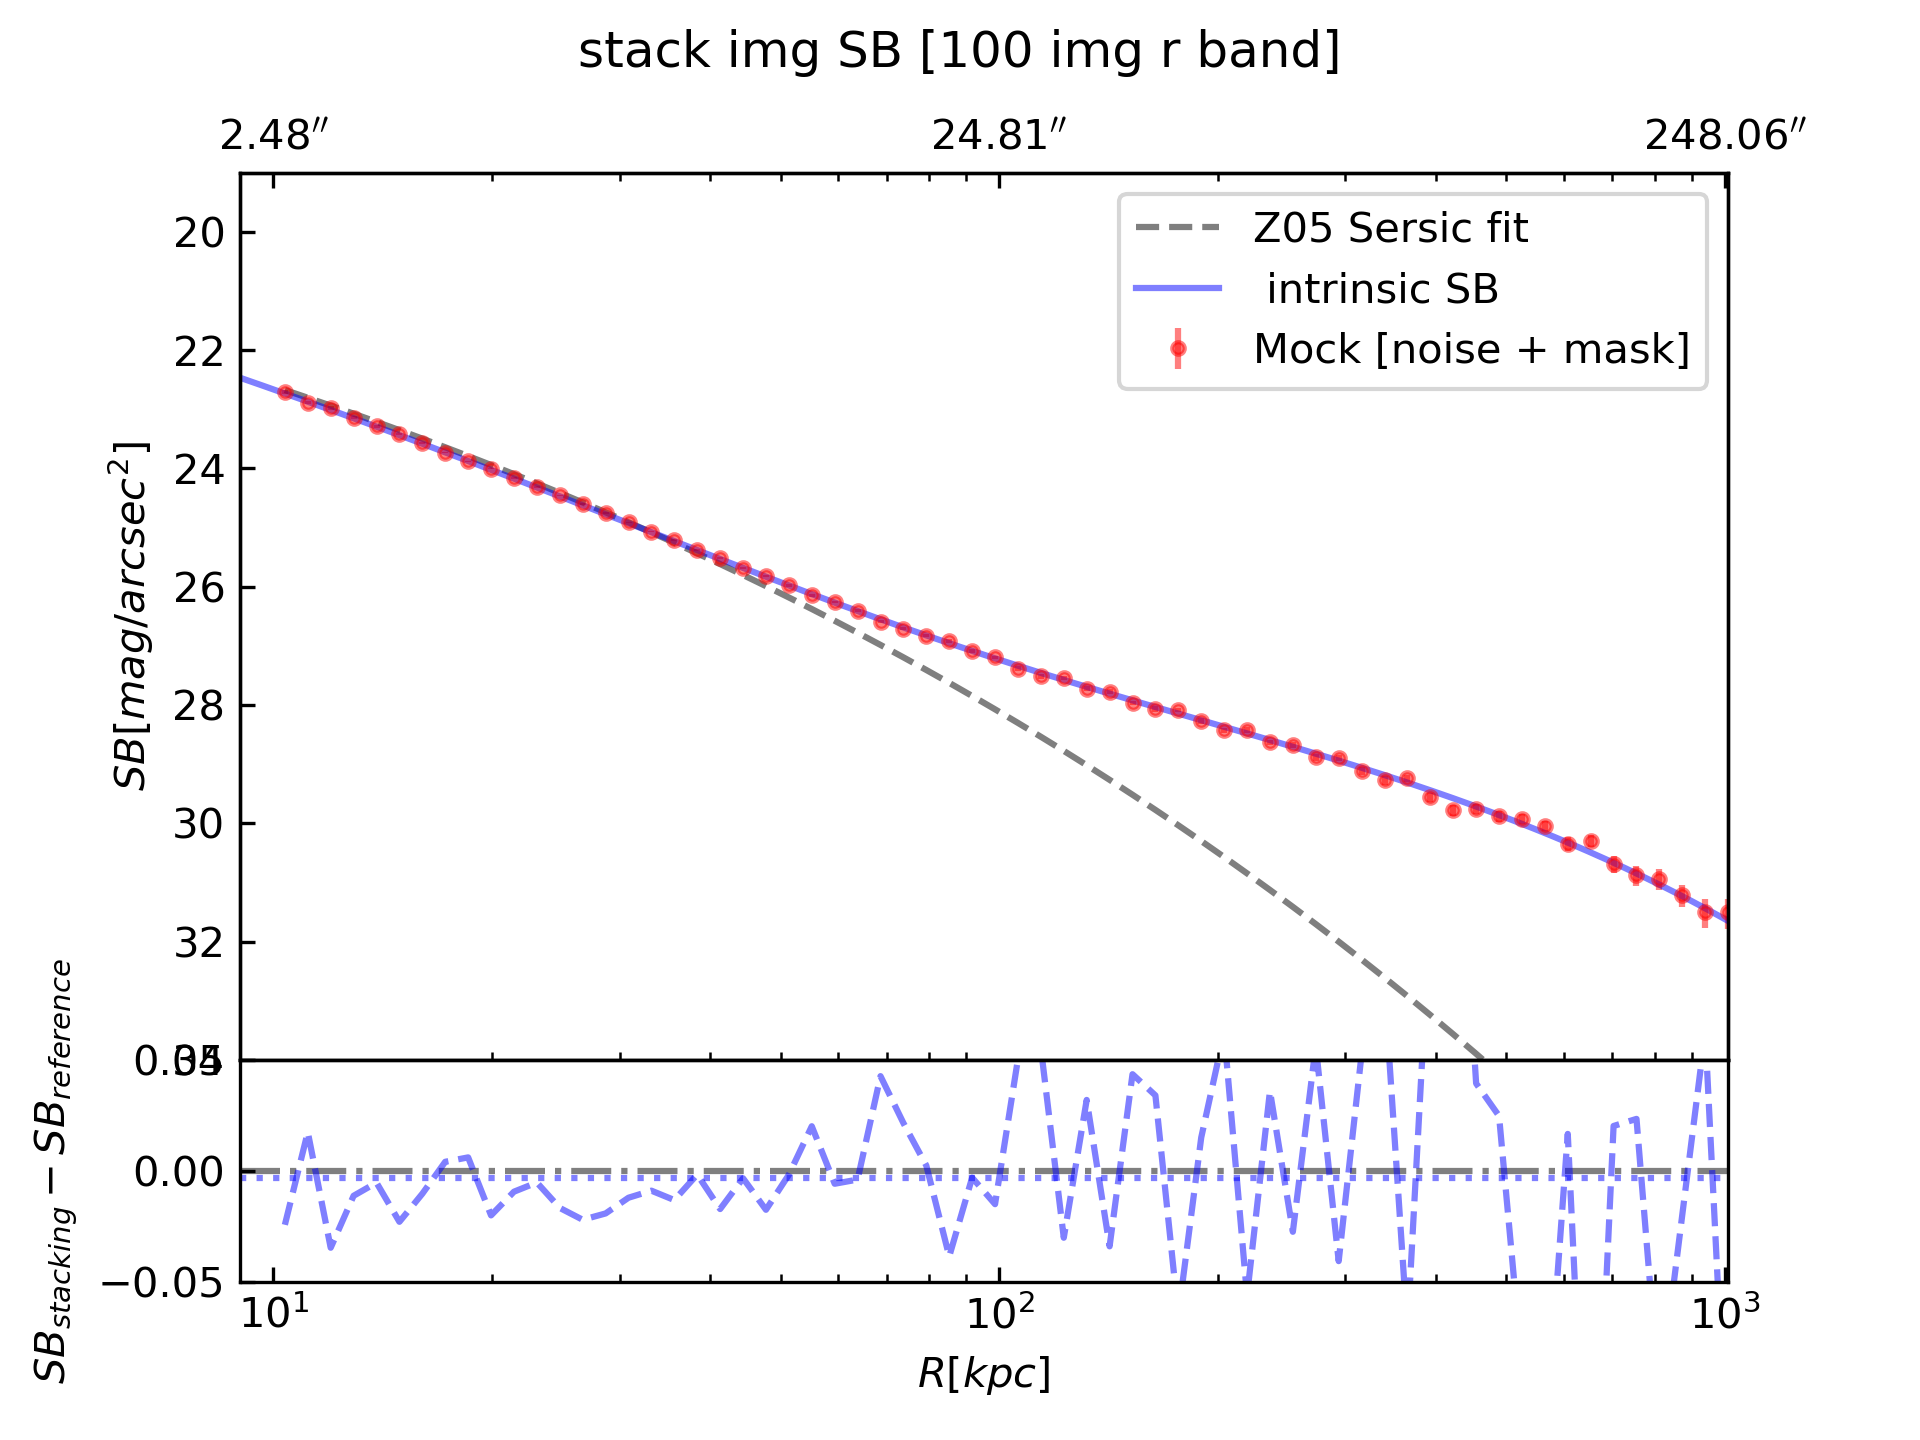 stack img SB [100 img r band]
2.48″ 24.81″ 248.06″
Z05 Sersic fit
intrinsic SB
Mock [noise + mask]
20
22
24
26
28
30
32
34
SB[mag/arcsec²]
0.05
0.00
−0.05
SB_stacking − SB_reference
10¹ 10² 10³
R[kpc]